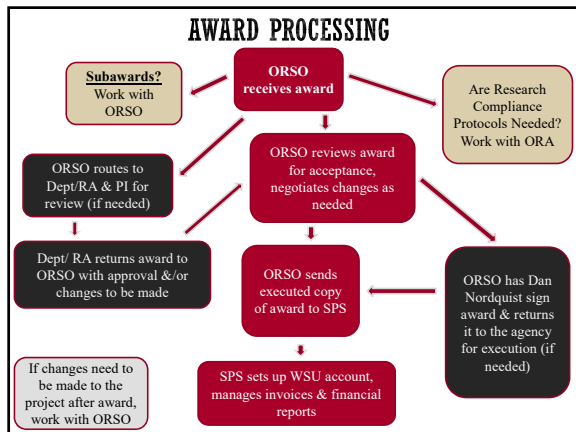 AWARD PROCESSING
Subawards?
Work with
ORSO
ORSO
receives award
Are Research
Compliance
Protocols Needed?
Work with ORA
ORSO routes to
Dept/RA & PI for
review (if needed)
ORSO reviews award
for acceptance,
negotiates changes as
needed
Dept/ RA returns award to
ORSO with approval &/or
changes to be made
ORSO sends
executed copy
of award to SPS
ORSO has Dan
Nordquist sign
award & returns
it to the agency
for execution (if
needed)
If changes need
to be made to
the project after
award, work
with ORSO
SPS sets up WSU account,
manages invoices & financial
reports